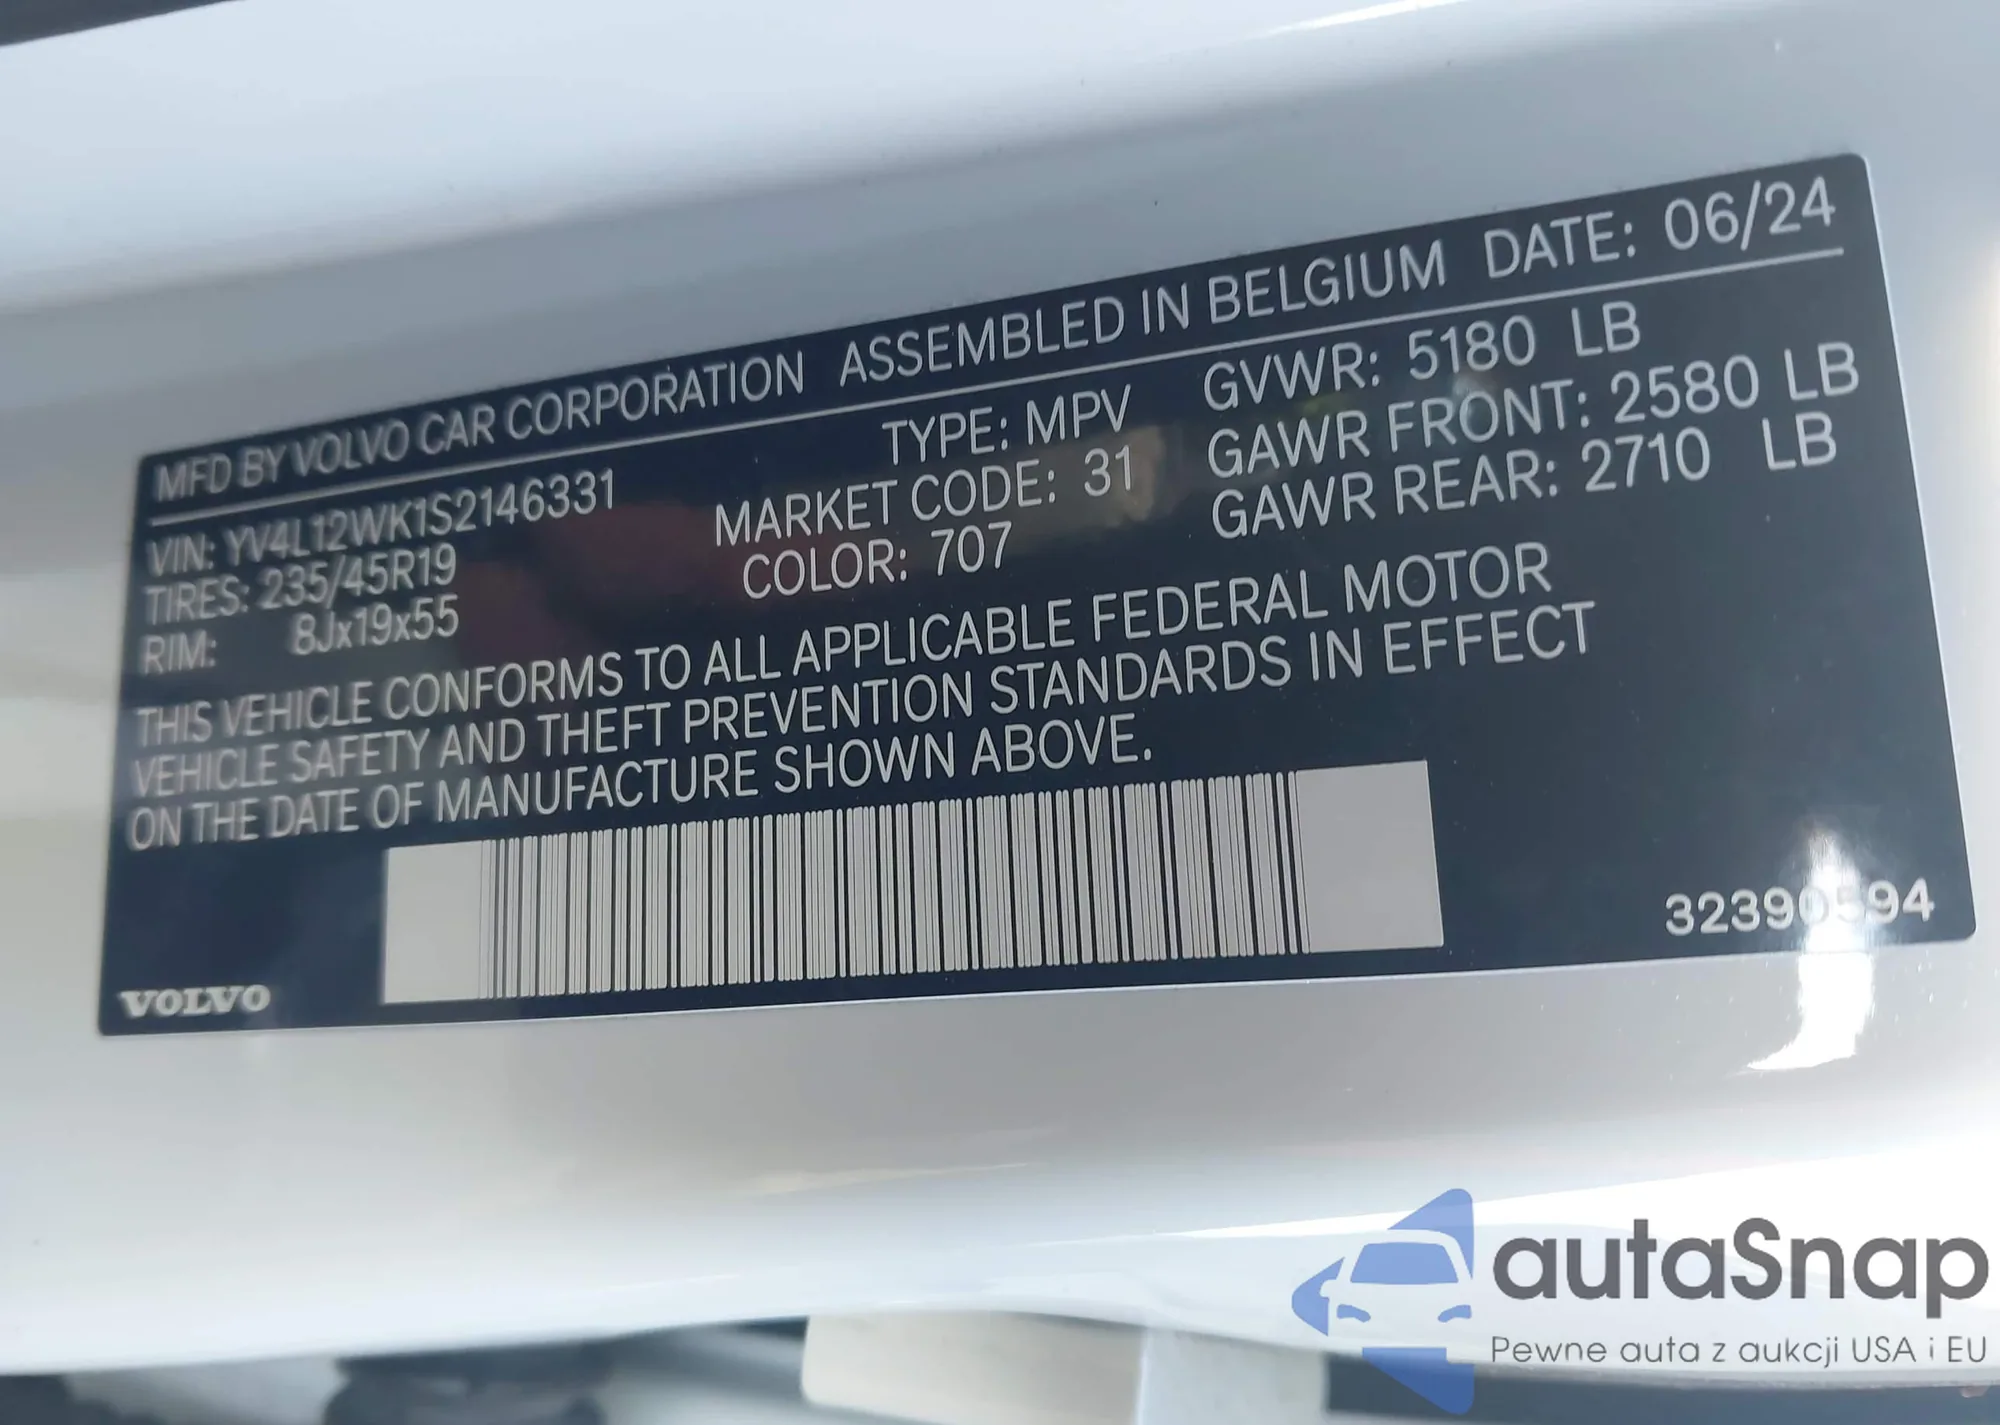 MFD BY VOLVO CAR CORPORATION ASSEMBLED IN BELGIUM DATE: 06/24
VIN: YV4L12WK1S2146331 TYPE: MPV GVWR: 5180 LB
TIRES: 235/45R19 MARKET CODE: 31 GAWR FRONT: 2580 LB
RIM: 8Jx19x55 COLOR: 707 GAWR REAR: 2710 LB
THIS VEHICLE CONFORMS TO ALL APPLICABLE FEDERAL MOTOR
VEHICLE SAFETY AND THEFT PREVENTION STANDARDS IN EFFECT
ON THE DATE OF MANUFACTURE SHOWN ABOVE.
32390594
VOLVO
autaSnap
Pewne auta z aukcji USA i EU